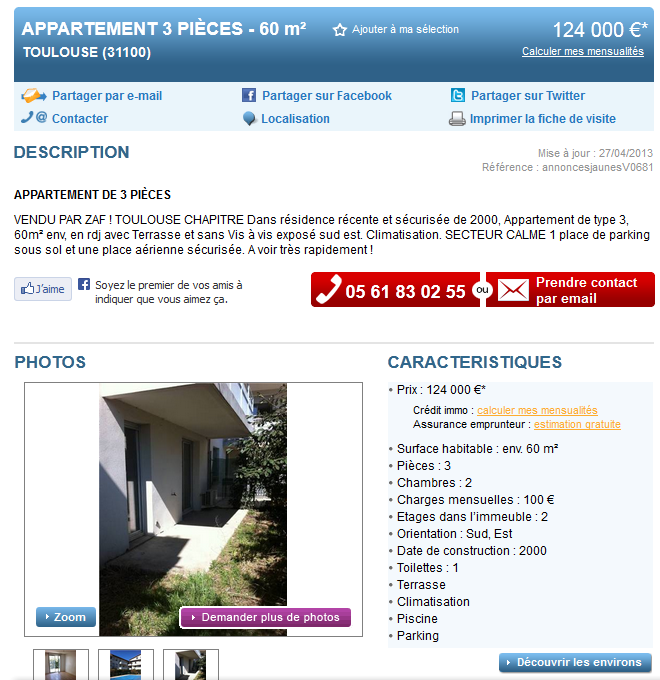 APPARTEMENT 3 PIÈCES - 60 m²
Ajouter à ma sélection
124 000 €*
TOULOUSE (31100)
Calculer mes mensualités
Partager par e-mail
Partager sur Facebook
Partager sur Twitter
Contacter
Localisation
Imprimer la fiche de visite
DESCRIPTION
Mise à jour : 27/04/2013
Référence : annoncesjaunesV0681
APPARTEMENT DE 3 PIÈCES
VENDU PAR ZAF ! TOULOUSE CHAPITRE Dans résidence récente et sécurisée de 2000, Appartement de type 3,
60m² env, en rdj avec Terrasse et sans Vis à vis exposé sud est. Climatisation. SECTEUR CALME 1 place de parking
sous sol et une place aérienne sécurisée. A voir très rapidement !
J'aime
Soyez le premier de vos amis à
indiquer que vous aimez ça.
05 61 83 02 55
ou
Prendre contact
par email
PHOTOS
Zoom
Demander plus de photos
CARACTERISTIQUES
• Prix : 124 000 €*
Crédit immo : calculer mes mensualités
Assurance emprunteur : estimation gratuite
• Surface habitable : env. 60 m²
• Pièces : 3
• Chambres : 2
• Charges mensuelles : 100 €
• Etages dans l'immeuble : 2
• Orientation : Sud, Est
• Date de construction : 2000
• Toilettes : 1
• Terrasse
• Climatisation
• Piscine
• Parking
Découvrir les environs